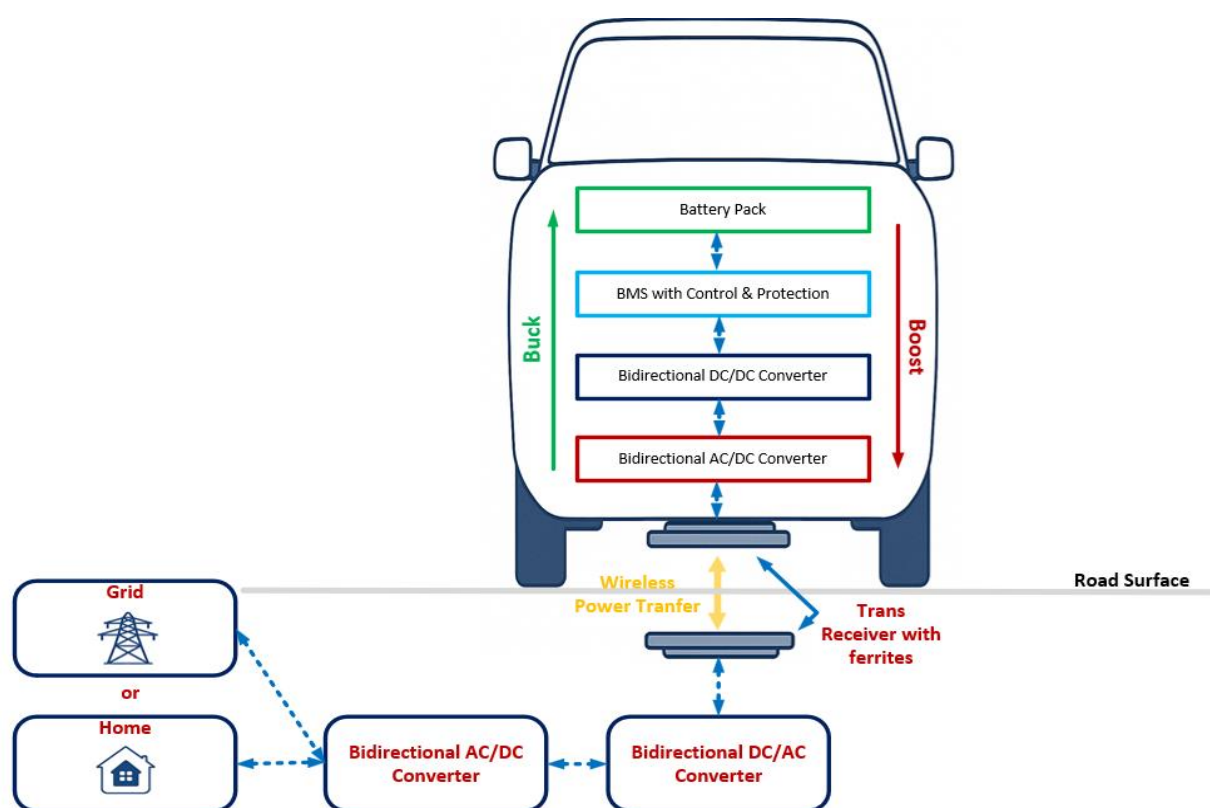 Battery Pack
BMS with Control & Protection
Buck
Boost
Bidirectional DC/DC Converter
Bidirectional AC/DC Converter
Wireless
Power Tranfer
Road Surface
Trans
Receiver with
ferrites
Grid
or
Home
Bidirectional AC/DC
Converter
Bidirectional DC/AC
Converter